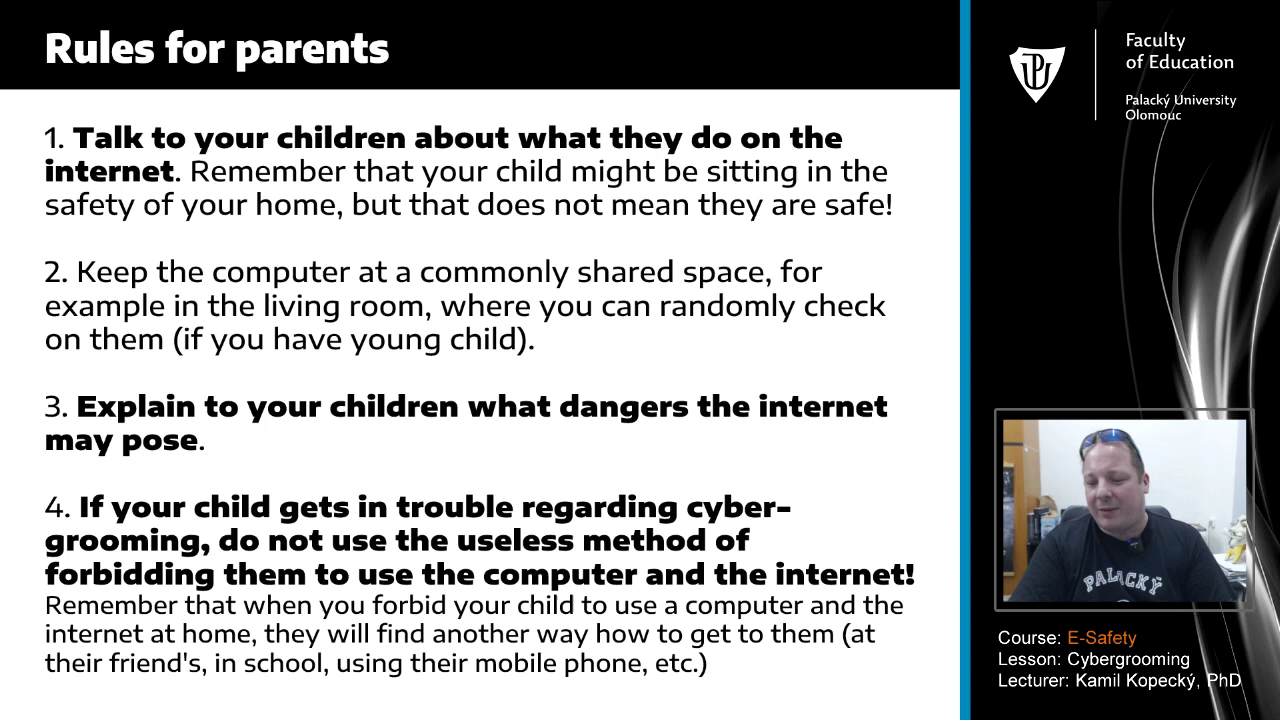 Rules for parents
1. Talk to your children about what they do on the
internet. Remember that your child might be sitting in the
safety of your home, but that does not mean they are safe!
2. Keep the computer at a commonly shared space, for
example in the living room, where you can randomly check
on them (if you have young child).
3. Explain to your children what dangers the internet
may pose.
4. If your child gets in trouble regarding cyber-
grooming, do not use the useless method of
forbidding them to use the computer and the internet!
Remember that when you forbid your child to use a computer and the
internet at home, they will find another way how to get to them (at
their friend's, in school, using their mobile phone, etc.)
UP
Faculty
of Education
Palacký University
Olomouc
PALACKÝ
Course: E-Safety
Lesson: Cybergrooming
Lecturer: Kamil Kopecký, PhD